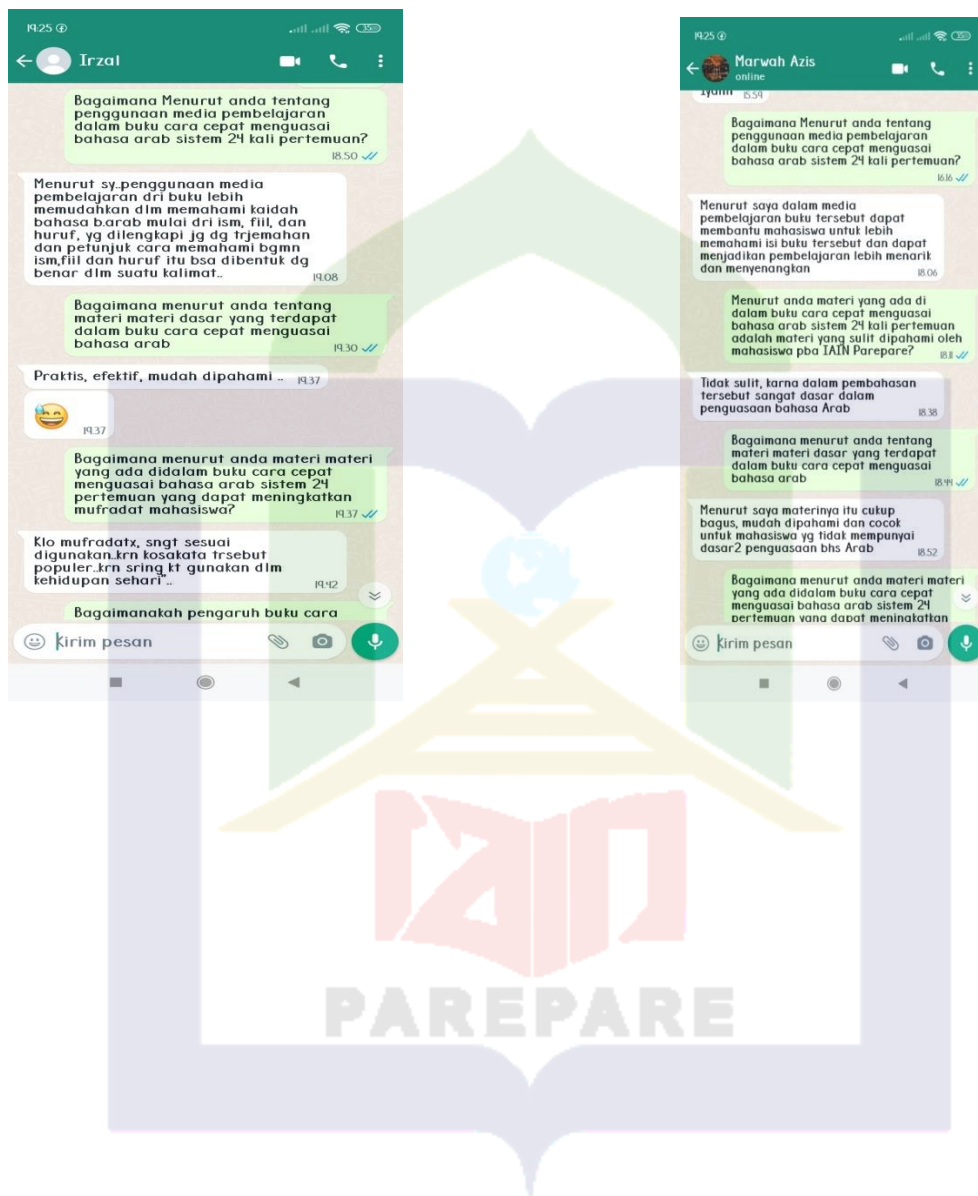 19.25
Irzal
Bagaimana Menurut anda tentang
penggunaan media pembelajaran
dalam buku cara cepat menguasai
bahasa arab sistem 24 kali pertemuan?
18.50
Menurut sy..penggunaan media
pembelajaran dri buku lebih
memudahkan dlm memahami kaidah
bahasa b.arab mulai dri ism, fiil, dan
huruf, yg dilengkapi jg dg trjemahan
dan petunjuk cara memahami bgmn
ism,fiil dan huruf itu bsa dibentuk dg
benar dlm suatu kalimat..
19.08
Bagaimana menurut anda tentang
materi materi dasar yang terdapat
dalam buku cara cepat menguasai
bahasa arab
19.30
Praktis, efektif, mudah dipahami .. 19.37
19.37
Bagaimana menurut anda materi materi
yang ada didalam buku cara cepat
menguasai bahasa arab sistem 24
pertemuan yang dapat meningkatkan
mufradat mahasiswa?
19.37
Klo mufradatx, sngt sesuai
digunakan..krn kosakata trsebut
populer..krn sring kt gunakan dlm
kehidupan sehari"..
19.42
Bagaimanakah pengaruh buku cara
Kirim pesan
19.25
Marwah Azis
online
Iyann 15.59
Bagaimana Menurut anda tentang
penggunaan media pembelajaran
dalam buku cara cepat menguasai
bahasa arab sistem 24 kali pertemuan?
16.16
Menurut saya dalam media
pembelajaran buku tersebut dapat
membantu mahasiswa untuk lebih
memahami isi buku tersebut dan dapat
menjadikan pembelajaran lebih menarik
dan menyenangkan
18.06
Menurut anda materi yang ada di
dalam buku cara cepat menguasai
bahasa arab sistem 24 kali pertemuan
adalah materi yang sulit dipahami oleh
mahasiswa pba IAIN Parepare?
18.11
Tidak sulit, karna dalam pembahasan
tersebut sangat dasar dalam
penguasaan bahasa Arab
18.38
Bagaimana menurut anda tentang
materi materi dasar yang terdapat
dalam buku cara cepat menguasai
bahasa arab
18.44
Menurut saya materinya itu cukup
bagus, mudah dipahami dan cocok
untuk mahasiswa yg tidak mempunyai
dasar2 penguasaan bhs Arab
18.52
Bagaimana menurut anda materi materi
yang ada didalam buku cara cepat
menguasai bahasa arab sistem 24
pertemuan yang dapat meningkatkan
Kirim pesan
IAIN
PAREPARE